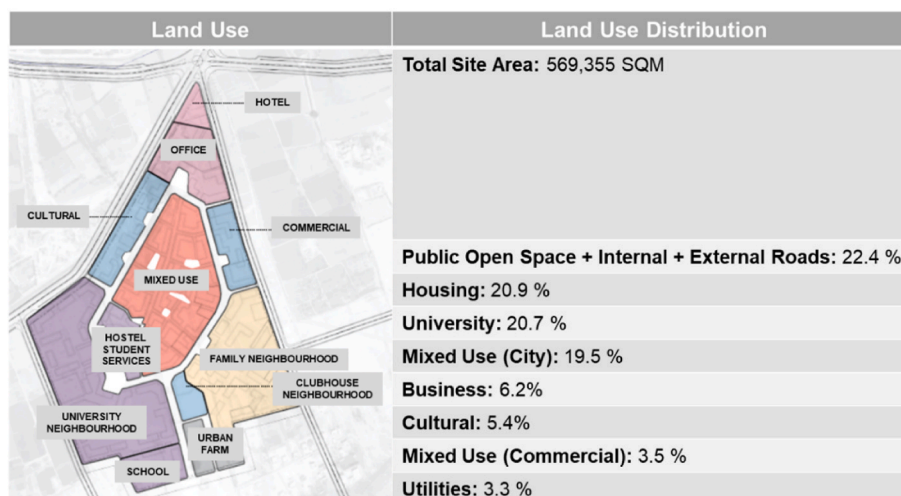 Land Use
Land Use Distribution
HOTEL
OFFICE
CULTURAL
COMMERCIAL
MIXED USE
HOSTEL
STUDENT
SERVICES
FAMILY NEIGHBOURHOOD
CLUBHOUSE
NEIGHBOURHOOD
UNIVERSITY
NEIGHBOURHOOD
URBAN
FARM
SCHOOL
Total Site Area: 569,355 SQM
Public Open Space + Internal + External Roads: 22.4 %
Housing: 20.9 %
University: 20.7 %
Mixed Use (City): 19.5 %
Business: 6.2%
Cultural: 5.4%
Mixed Use (Commercial): 3.5 %
Utilities: 3.3 %